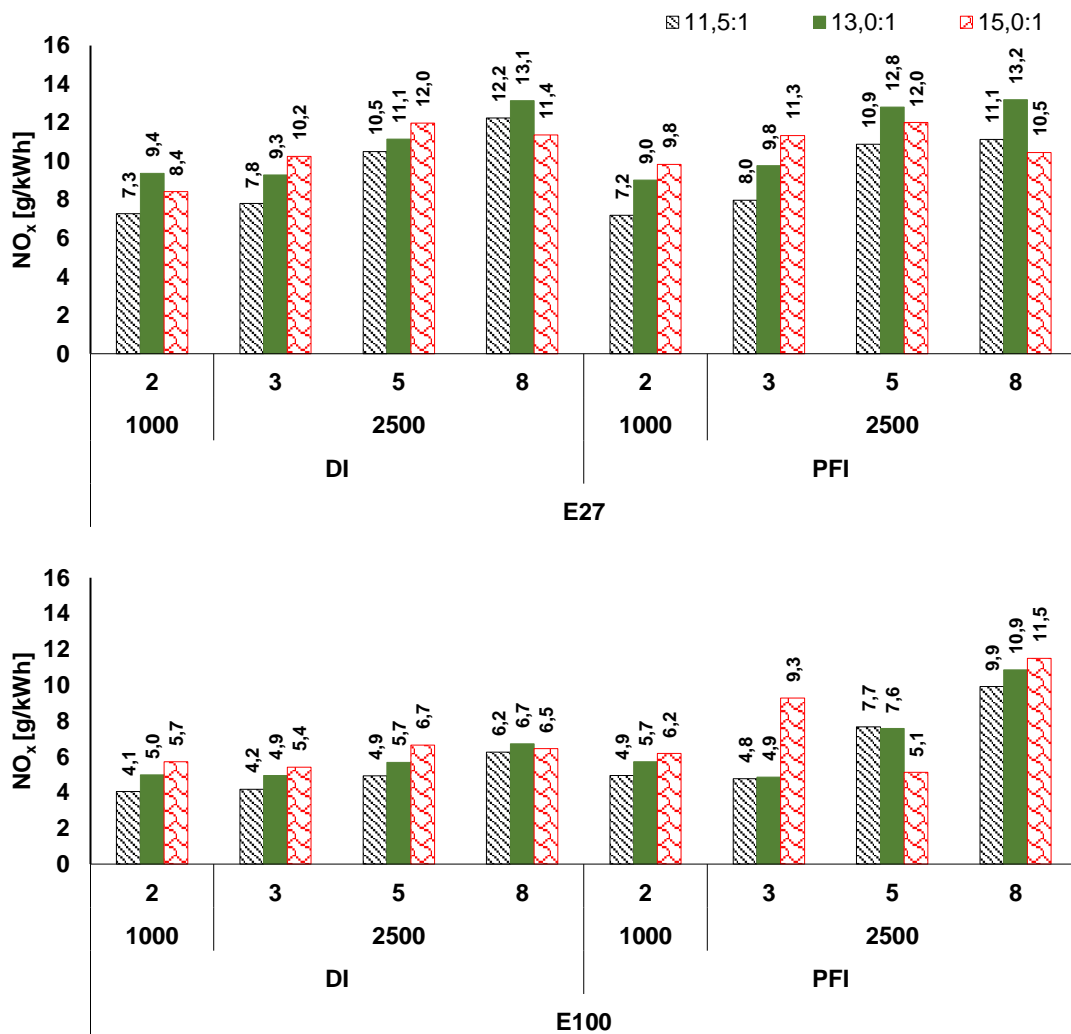 11,5:1 13,0:1 15,0:1
NOx [g/kWh]
16
14
12
10
8
6
4
2
0
7,3 9,4 8,4 7,8 9,3 10,2 10,5 11,1 12,0 12,2 13,1 11,4 7,2 9,0 9,8 8,0 9,8 11,3 10,9 12,8 12,0 11,1 13,2 10,5
2 3 5 8 2 3 5 8
1000 2500 1000 2500
DI PFI
E27
NOx [g/kWh]
16
14
12
10
8
6
4
2
0
4,1 5,0 5,7 4,2 4,9 5,4 4,9 5,7 6,7 6,2 6,7 6,5 4,9 5,7 6,2 4,8 4,9 9,3 7,7 7,6 5,1 9,9 10,9 11,5
2 3 5 8 2 3 5 8
1000 2500 1000 2500
DI PFI
E100